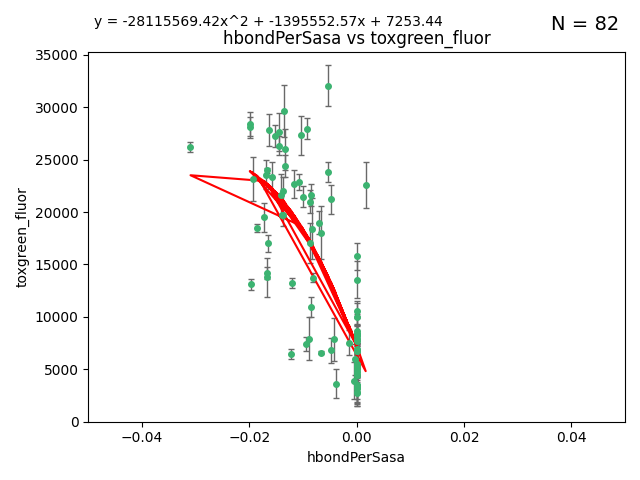 y = -28115569.42x^2 + -1395552.57x + 7253.44
N = 82
hbondPerSasa vs toxgreen_fluor
35000
30000
25000
20000
15000
10000
5000
0
toxgreen_fluor
−0.04
−0.02
0.00
0.02
0.04
hbondPerSasa